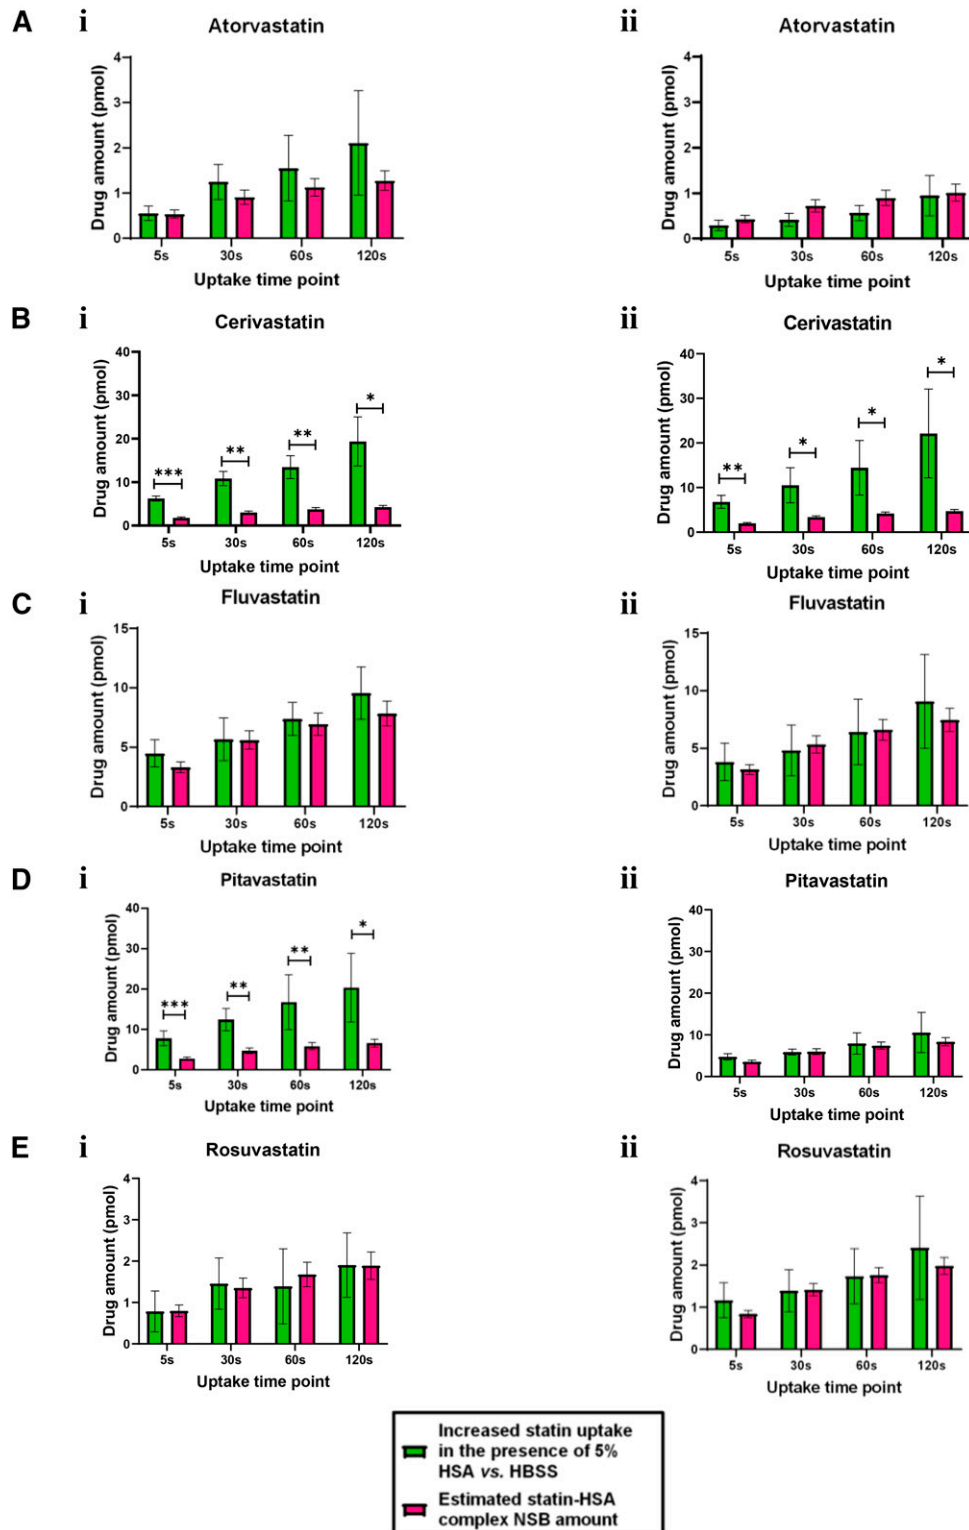 A i Atorvastatin
Drug amount (pmol)
4
3
2
1
0
5s 30s 60s 120s
Uptake time point
ii Atorvastatin
Drug amount (pmol)
4
3
2
1
0
5s 30s 60s 120s
Uptake time point
B i Cerivastatin
Drug amount (pmol)
40
30
20
10
0
*** ** ** *
5s 30s 60s 120s
Uptake time point
ii Cerivastatin
Drug amount (pmol)
40
30
20
10
0
** * * *
5s 30s 60s 120s
Uptake time point
C i Fluvastatin
Drug amount (pmol)
15
10
5
0
5s 30s 60s 120s
Uptake time point
ii Fluvastatin
Drug amount (pmol)
15
10
5
0
5s 30s 60s 120s
Uptake time point
D i Pitavastatin
Drug amount (pmol)
40
30
20
10
0
*** ** ** *
5s 30s 60s 120s
Uptake time point
ii Pitavastatin
Drug amount (pmol)
40
30
20
10
0
5s 30s 60s 120s
Uptake time point
E i Rosuvastatin
Drug amount (pmol)
4
3
2
1
0
5s 30s 60s 120s
Uptake time point
ii Rosuvastatin
Drug amount (pmol)
4
3
2
1
0
5s 30s 60s 120s
Uptake time point
Increased statin uptake
in the presence of 5%
HSA vs. HBSS
Estimated statin-HSA
complex NSB amount